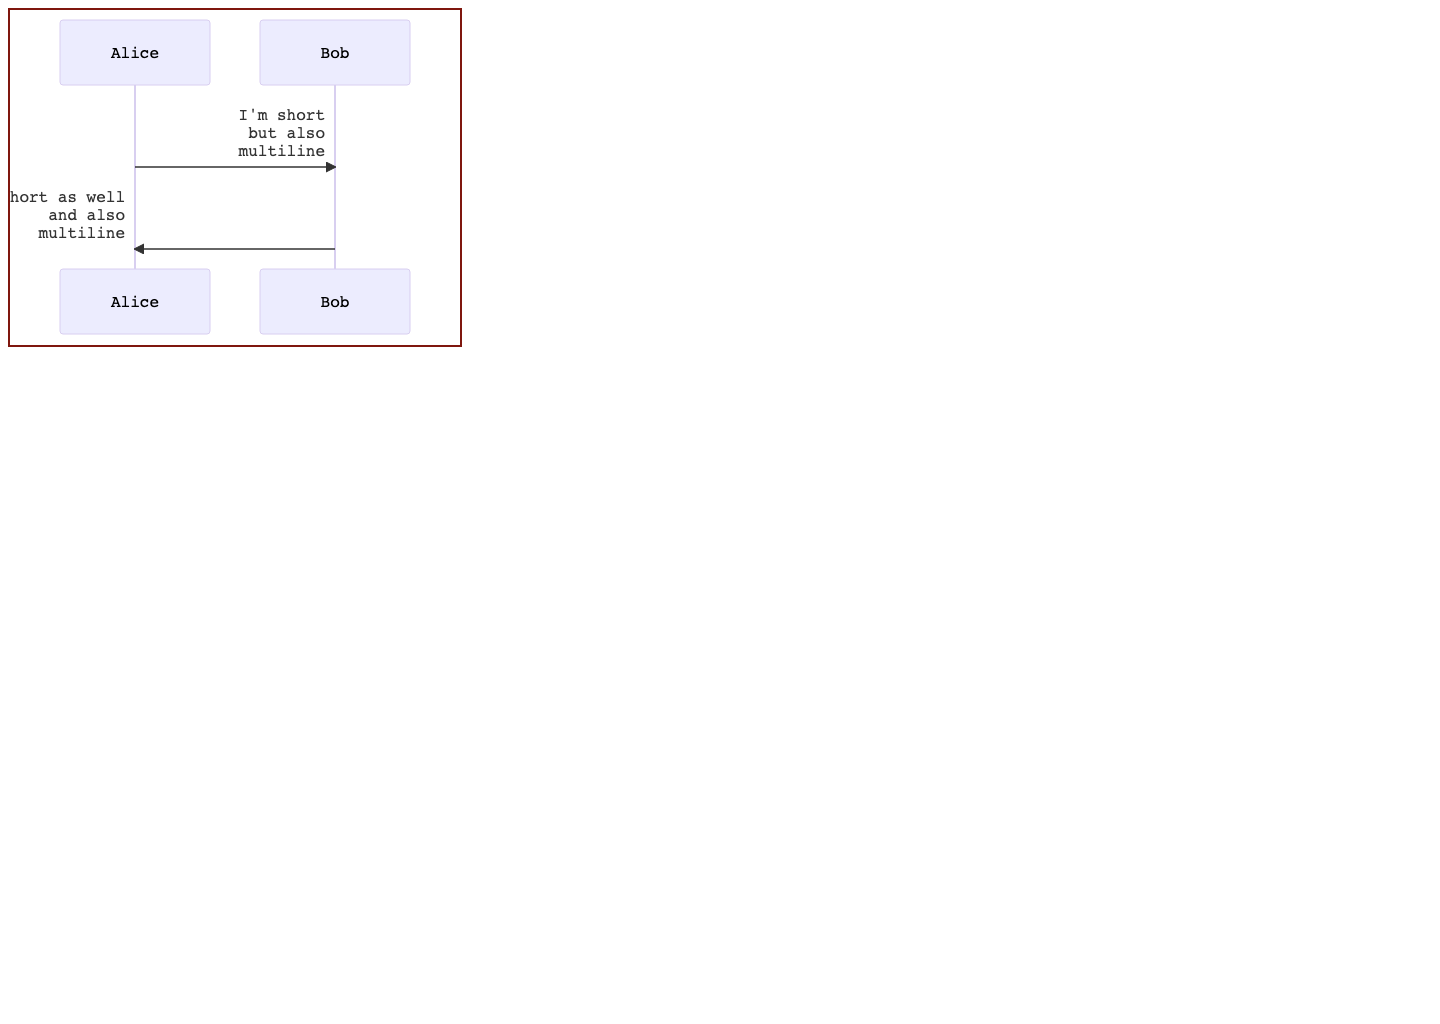 Alice
Bob
I'm short
but also
multiline
hort as well
and also
multiline
Alice
Bob